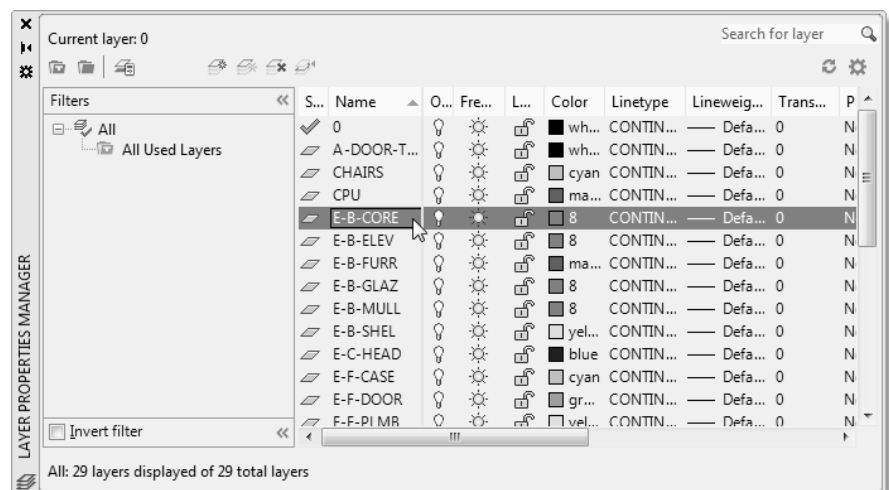 Current layer: 0
Search for layer
Filters
All
All Used Layers
Invert filter
S... Name O... Fre... L... Color Linetype Lineweig... Trans... P
0 wh... CONTIN... Defa... 0 N
A-DOOR-T... wh... CONTIN... Defa... 0 N
CHAIRS cyan CONTIN... Defa... 0 N
CPU ma... CONTIN... Defa... 0 N
E-B-CORE 8 CONTIN... Defa... 0 N
E-B-ELEV 8 CONTIN... Defa... 0 N
E-B-FURR ma... CONTIN... Defa... 0 N
E-B-GLAZ 8 CONTIN... Defa... 0 N
E-B-MULL 8 CONTIN... Defa... 0 N
E-B-SHEL yel... CONTIN... Defa... 0 N
E-C-HEAD blue CONTIN... Defa... 0 N
E-F-CASE cyan CONTIN... Defa... 0 N
E-F-DOOR gr... CONTIN... Defa... 0 N
E-F-PLMB yel... CONTIN... Defa... 0 N
All: 29 layers displayed of 29 total layers
LAYER PROPERTIES MANAGER